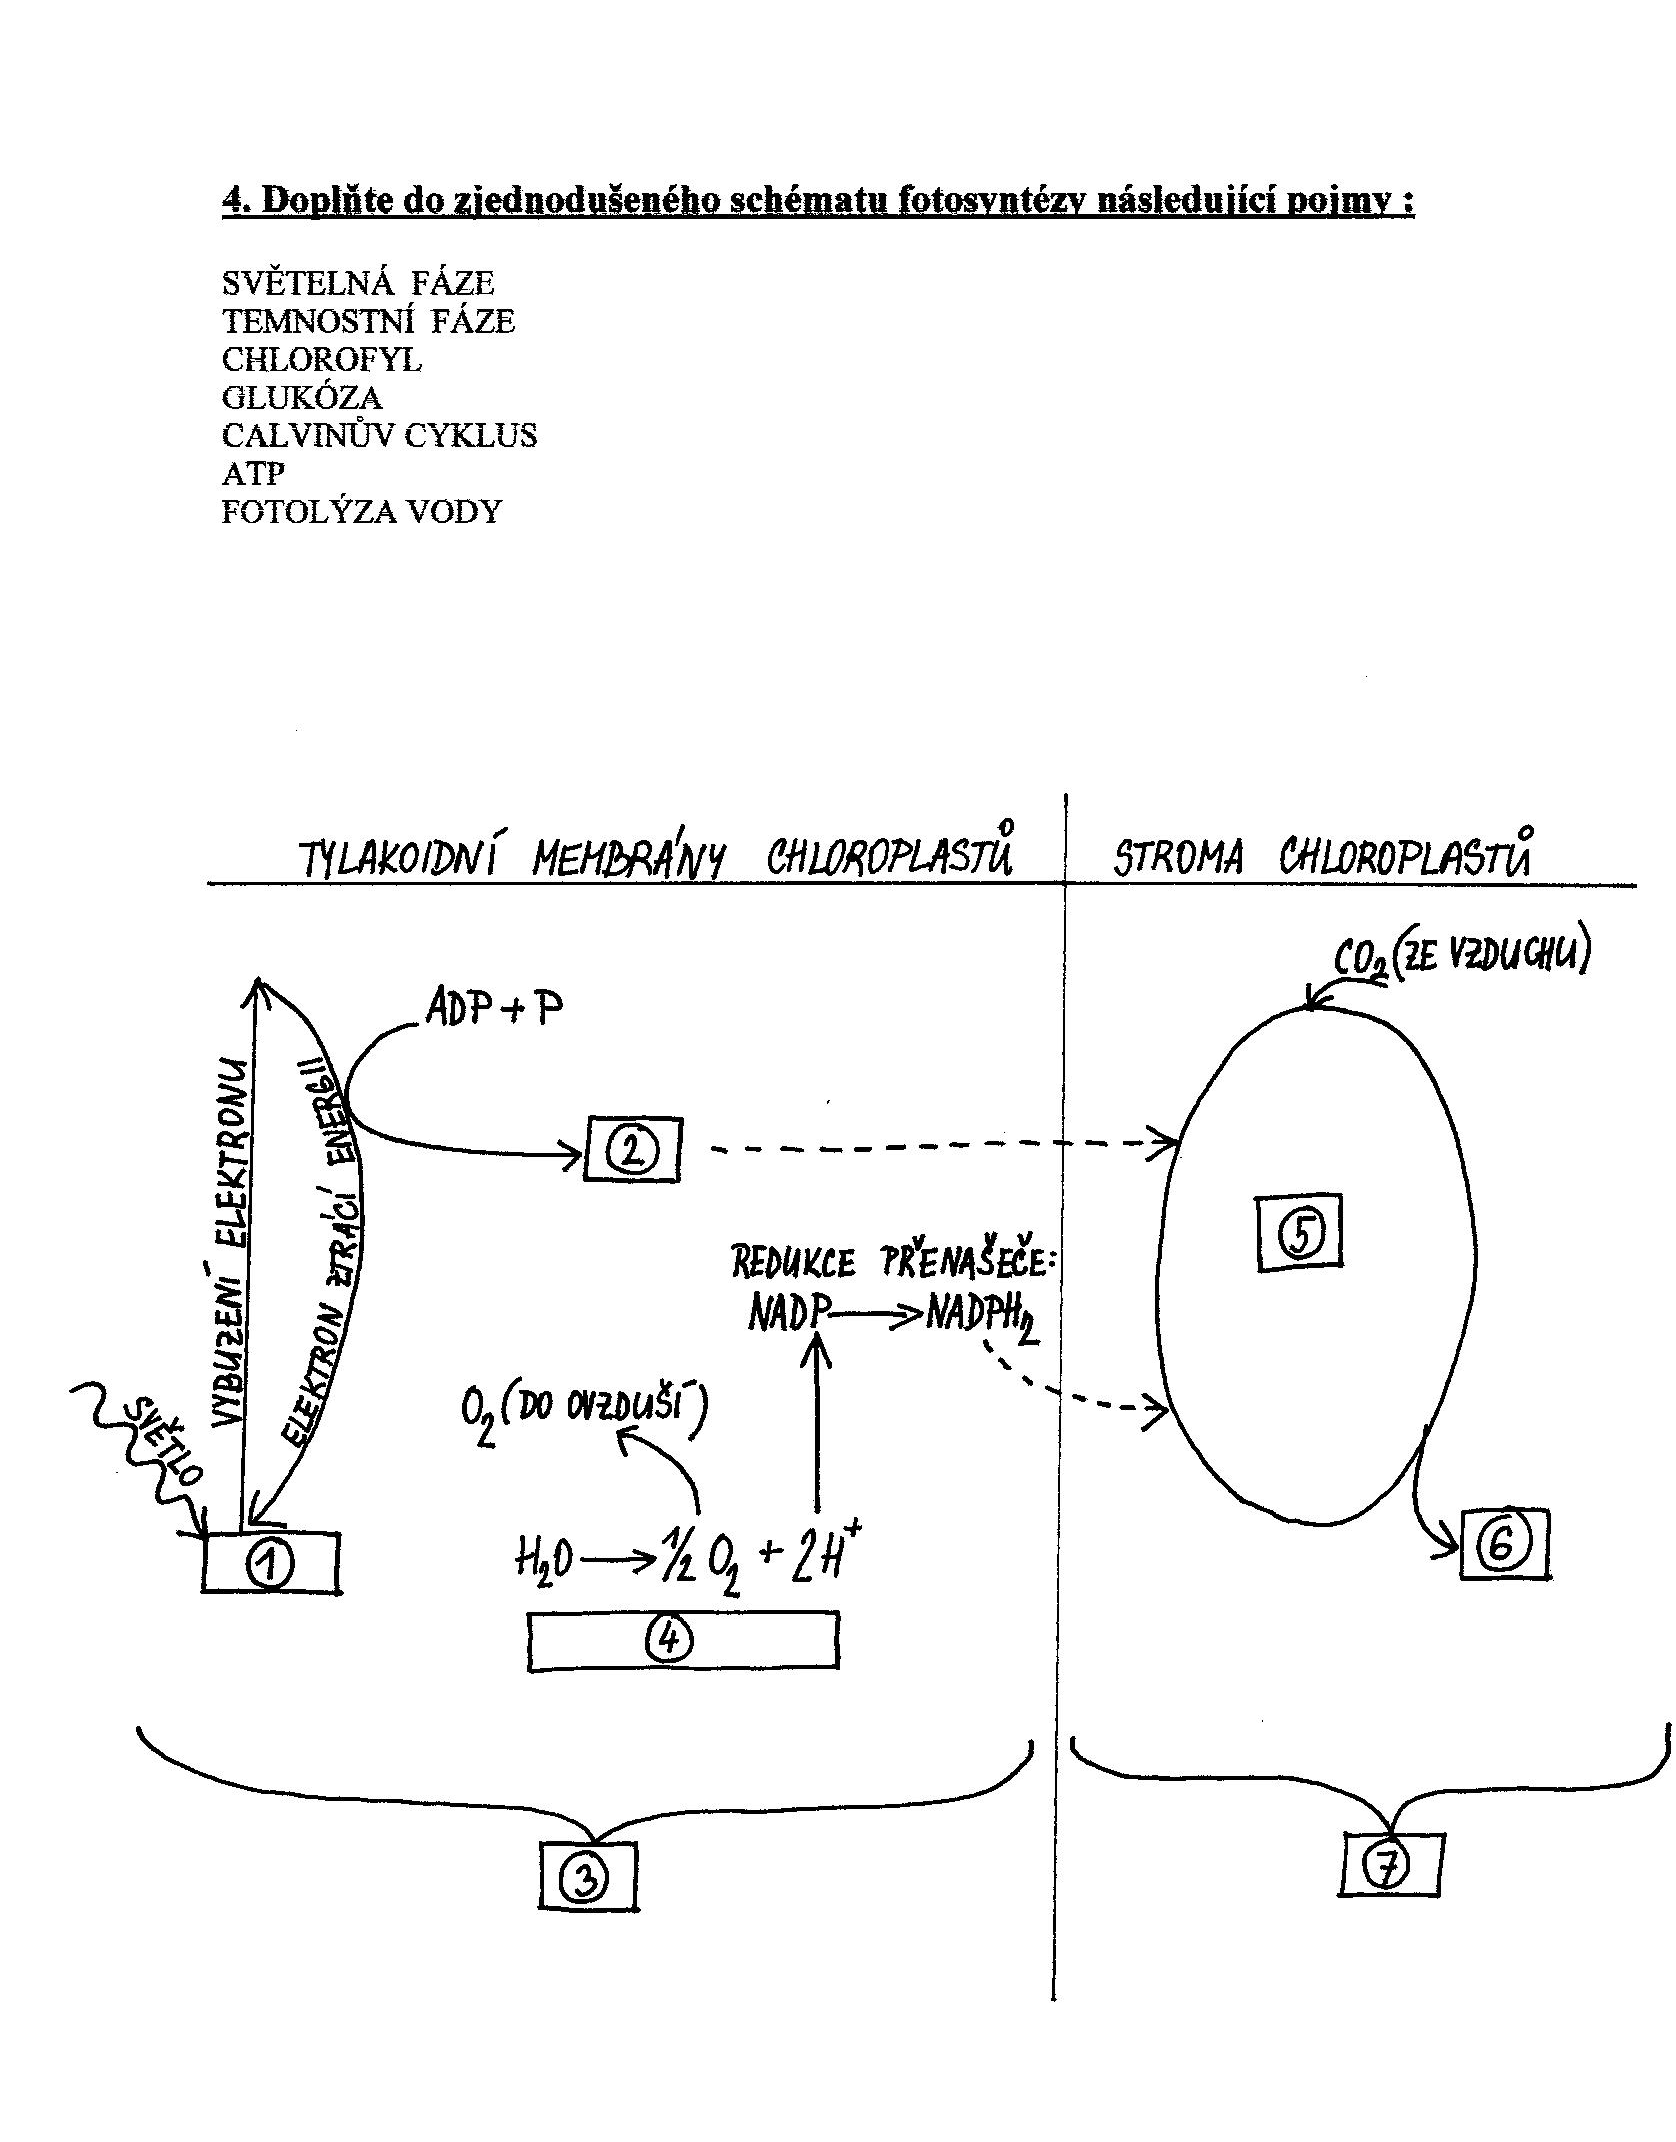 4. Doplňte do zjednodušeného schématu fotosyntézy následující pojmy :
SVĚTELNÁ FÁZE
TEMNOSTNÍ FÁZE
CHLOROFYL
GLUKÓZA
CALVINŮV CYKLUS
ATP
FOTOLÝZA VODY
TYLAKOIDNÍ MEMBRÁNY CHLOROPLASTŮ
STROMA CHLOROPLASTŮ
CO₂ (ZE VZDUCHU)
ADP + P
VYBUZENÍ ELEKTRONU
ELEKTRON ZTRÁCÍ ENERGII
2
5
REDUKCE PŘENAŠEČE:
NADP → NADPH₂
O₂ (DO OVZDUŠÍ)
SVĚTLO
1
H₂O → 1/2 O₂ + 2H⁺
6
4
3
7